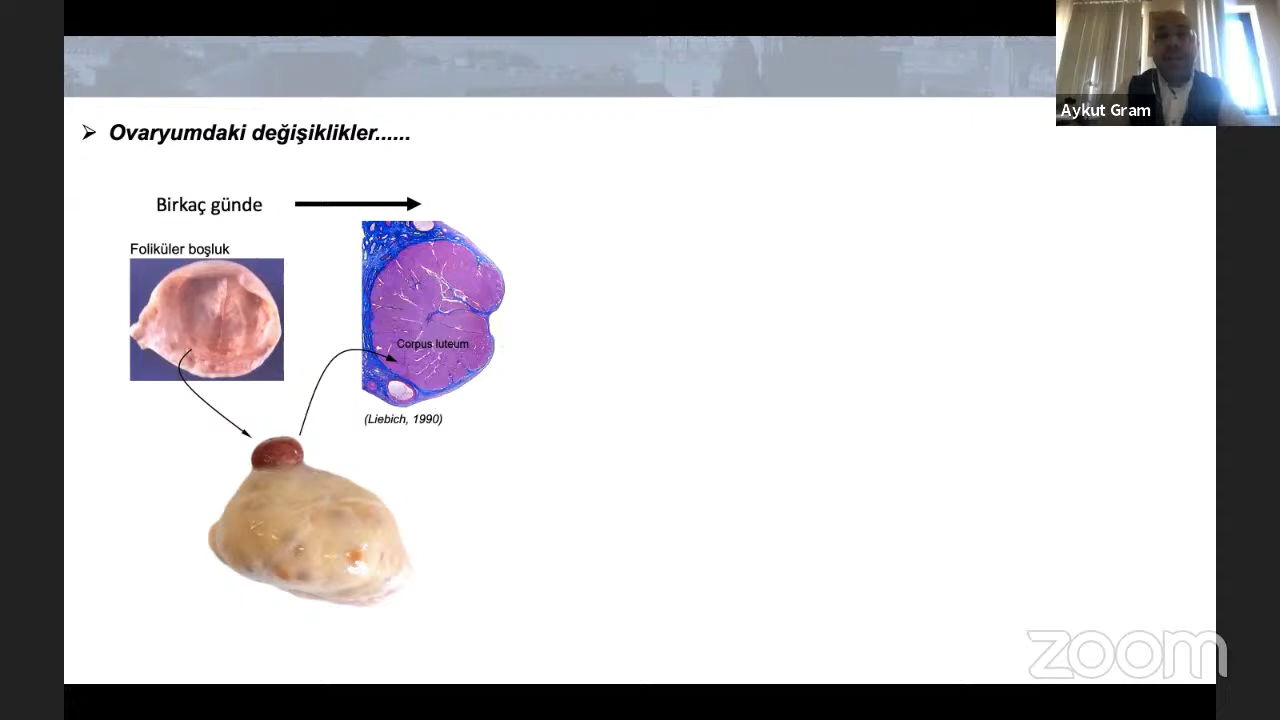 Aykut Gram
➢ Ovaryumdaki değişiklikler......
Birkaç günde
Foliküler boşluk
Corpus luteum
(Liebich, 1990)
zoom